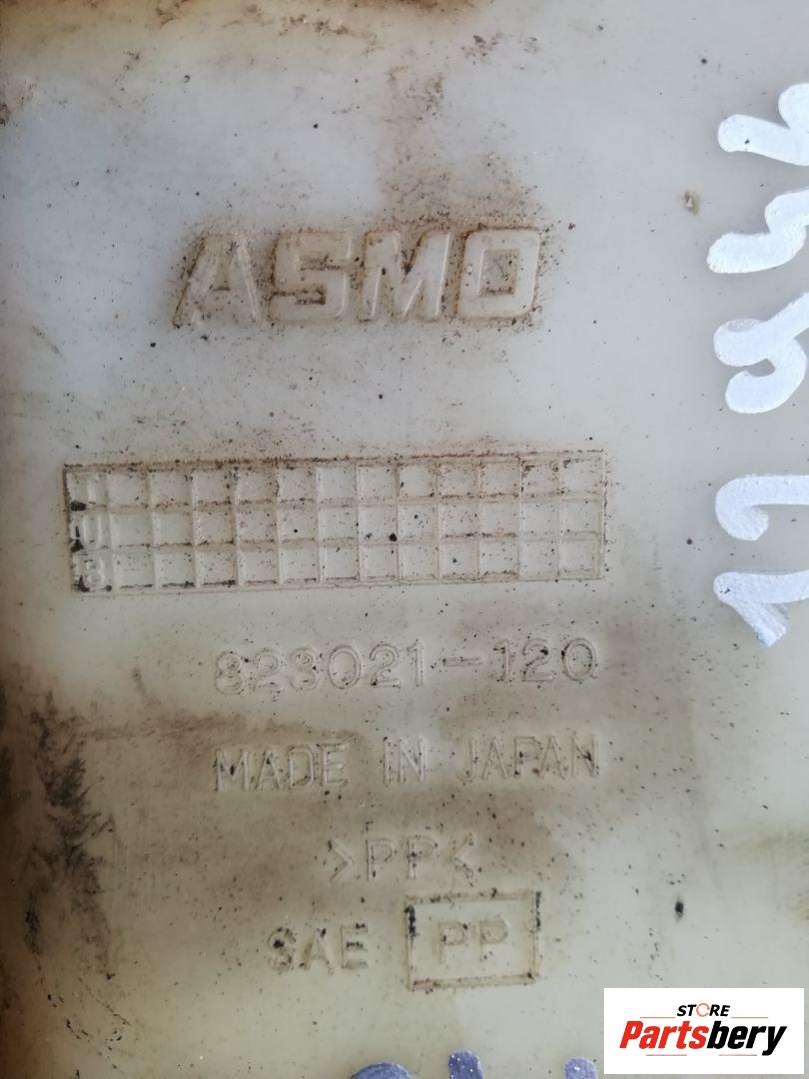 ASMO
T
U
B
823021-120
MADE IN JAPAN
>PP<
SAE PP
STORE
Partsbery